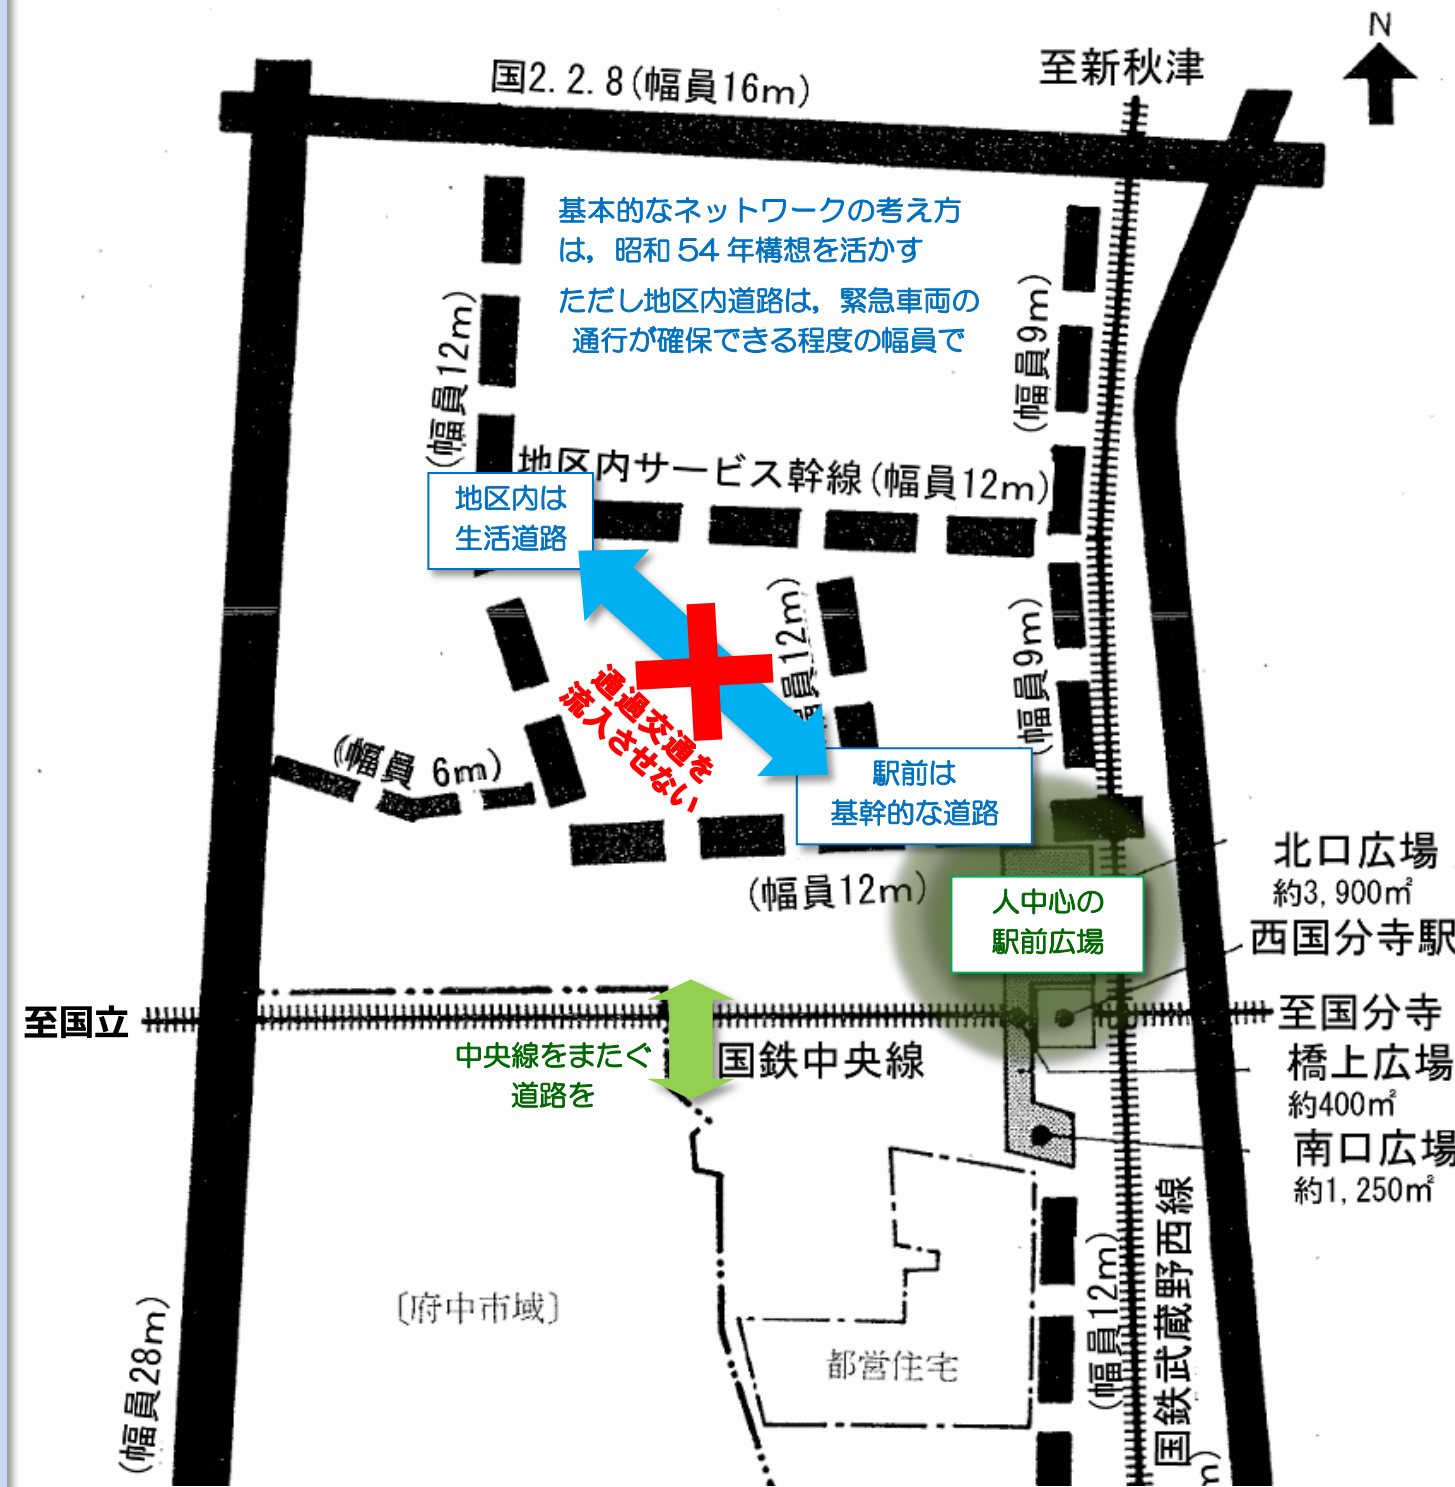 N
国2.2.8(幅員16m)
至新秋津
基本的なネットワークの考え方
は，昭和54年構想を活かす
ただし地区内道路は，緊急車両の
通行が確保できる程度の幅員で
(幅員12m)
(幅員9m)
地区内サービス幹線(幅員12m)
地区内は
生活道路
員12m)
(幅員9m)
通過交通を
流入させない
(幅員 6m)
駅前は
基幹的な道路
(幅員12m)
北口広場
約3,900㎡
人中心の
駅前広場
西国分寺駅
至国立
至国分寺
中央線をまたぐ
道路を
国鉄中央線
橋上広場
約400㎡
南口広場
約1,250㎡
〔府中市域〕
都営住宅
(幅員12m)
国鉄武蔵野西線
(幅員28m)
m)